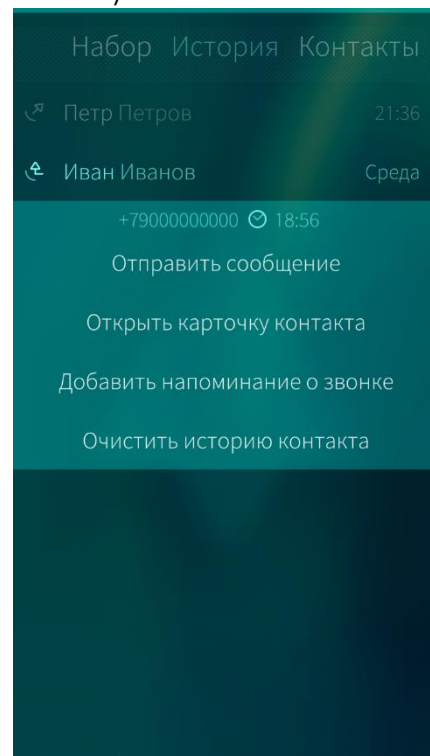 Набор История Контакты
Петр Петров 21:36
Иван Иванов Среда
+79000000000 18:56
Отправить сообщение
Открыть карточку контакта
Добавить напоминание о звонке
Очистить историю контакта